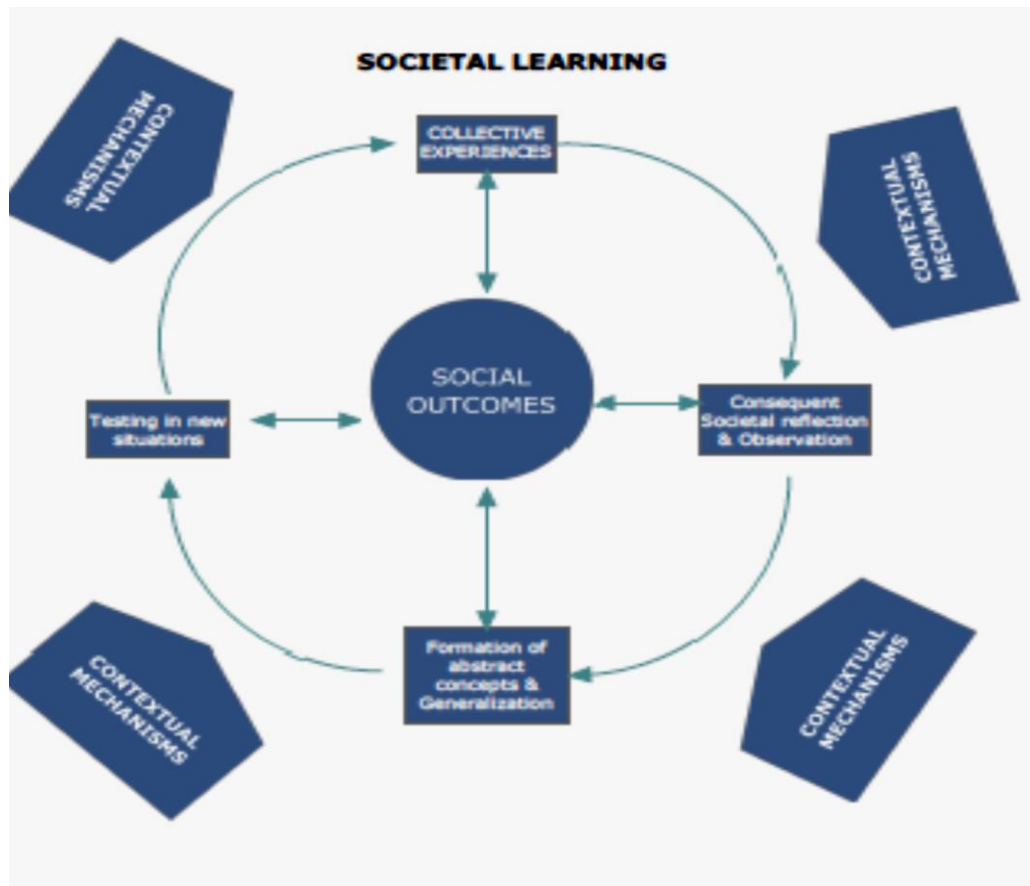 SOCIETAL LEARNING
CONTEXTUAL
MECHANISMS
COLLECTIVE
EXPERIENCES
CONTEXTUAL
MECHANISMS
SOCIAL
OUTCOMES
Testing in new
situations
Consequent
Societal reflection
& Observation
Formation of
abstract
concepts &
Generalization
CONTEXTUAL
MECHANISMS
CONTEXTUAL
MECHANISMS